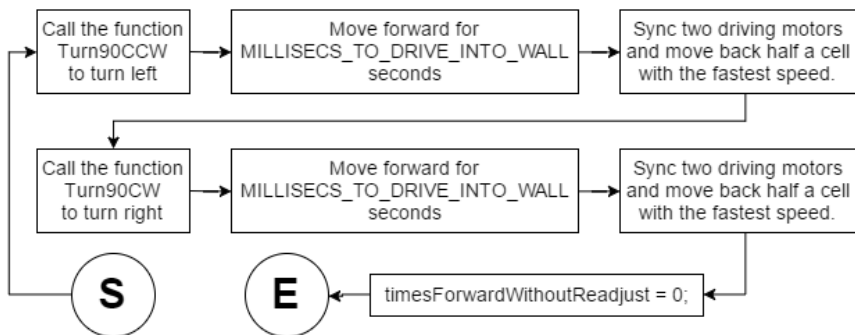 Call the function
Turn90CCW
to turn left
Move forward for
MILLISECS_TO_DRIVE_INTO_WALL
seconds
Sync two driving motors
and move back half a cell
with the fastest speed.
Call the function
Turn90CW
to turn right
Move forward for
MILLISECS_TO_DRIVE_INTO_WALL
seconds
Sync two driving motors
and move back half a cell
with the fastest speed.
S
E
timesForwardWithoutReadjust = 0;